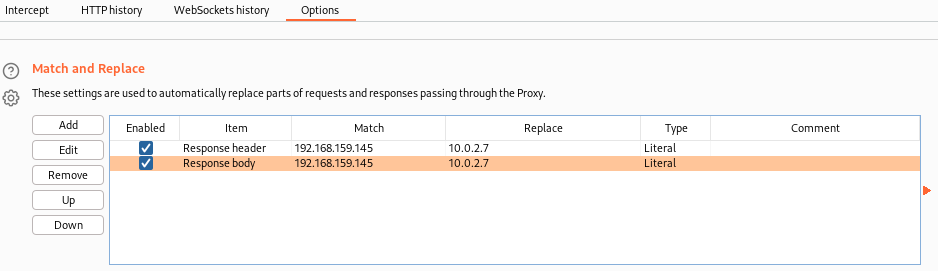 Intercept HTTP history WebSockets history Options
Match and Replace
These settings are used to automatically replace parts of requests and responses passing through the Proxy.
Add
Edit
Remove
Up
Down
Enabled Item Match Replace Type Comment
Response header 192.168.159.145 10.0.2.7 Literal
Response body 192.168.159.145 10.0.2.7 Literal